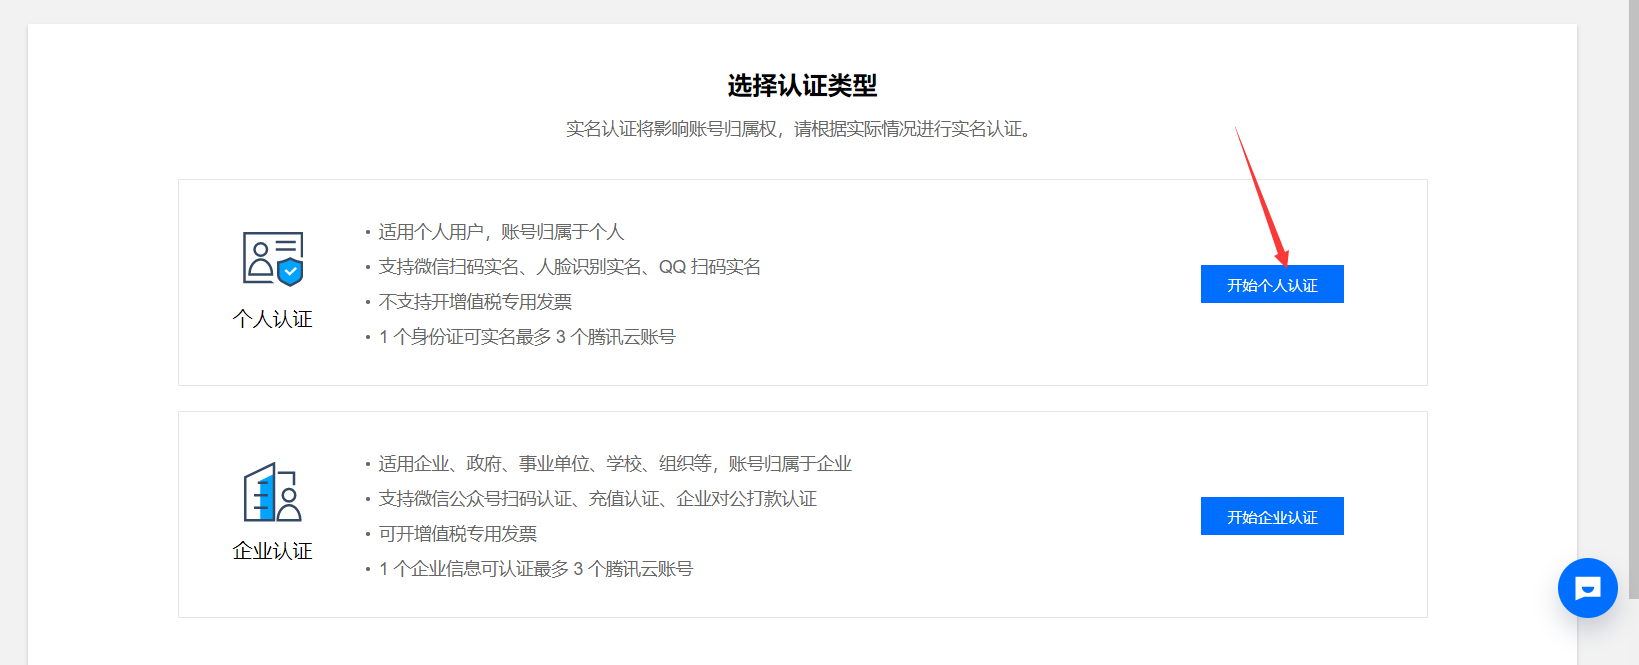 选择认证类型
实名认证将影响账号归属权，请根据实际情况进行实名认证。
• 适用个人用户，账号归属于个人
• 支持微信扫码实名、人脸识别实名、QQ 扫码实名
• 不支持开增值税专用发票
• 1 个身份证可实名最多 3 个腾讯云账号
个人认证
开始个人认证
• 适用企业、政府、事业单位、学校、组织等，账号归属于企业
• 支持微信公众号扫码认证、充值认证、企业对公打款认证
• 可开增值税专用发票
• 1 个企业信息可认证最多 3 个腾讯云账号
企业认证
开始企业认证